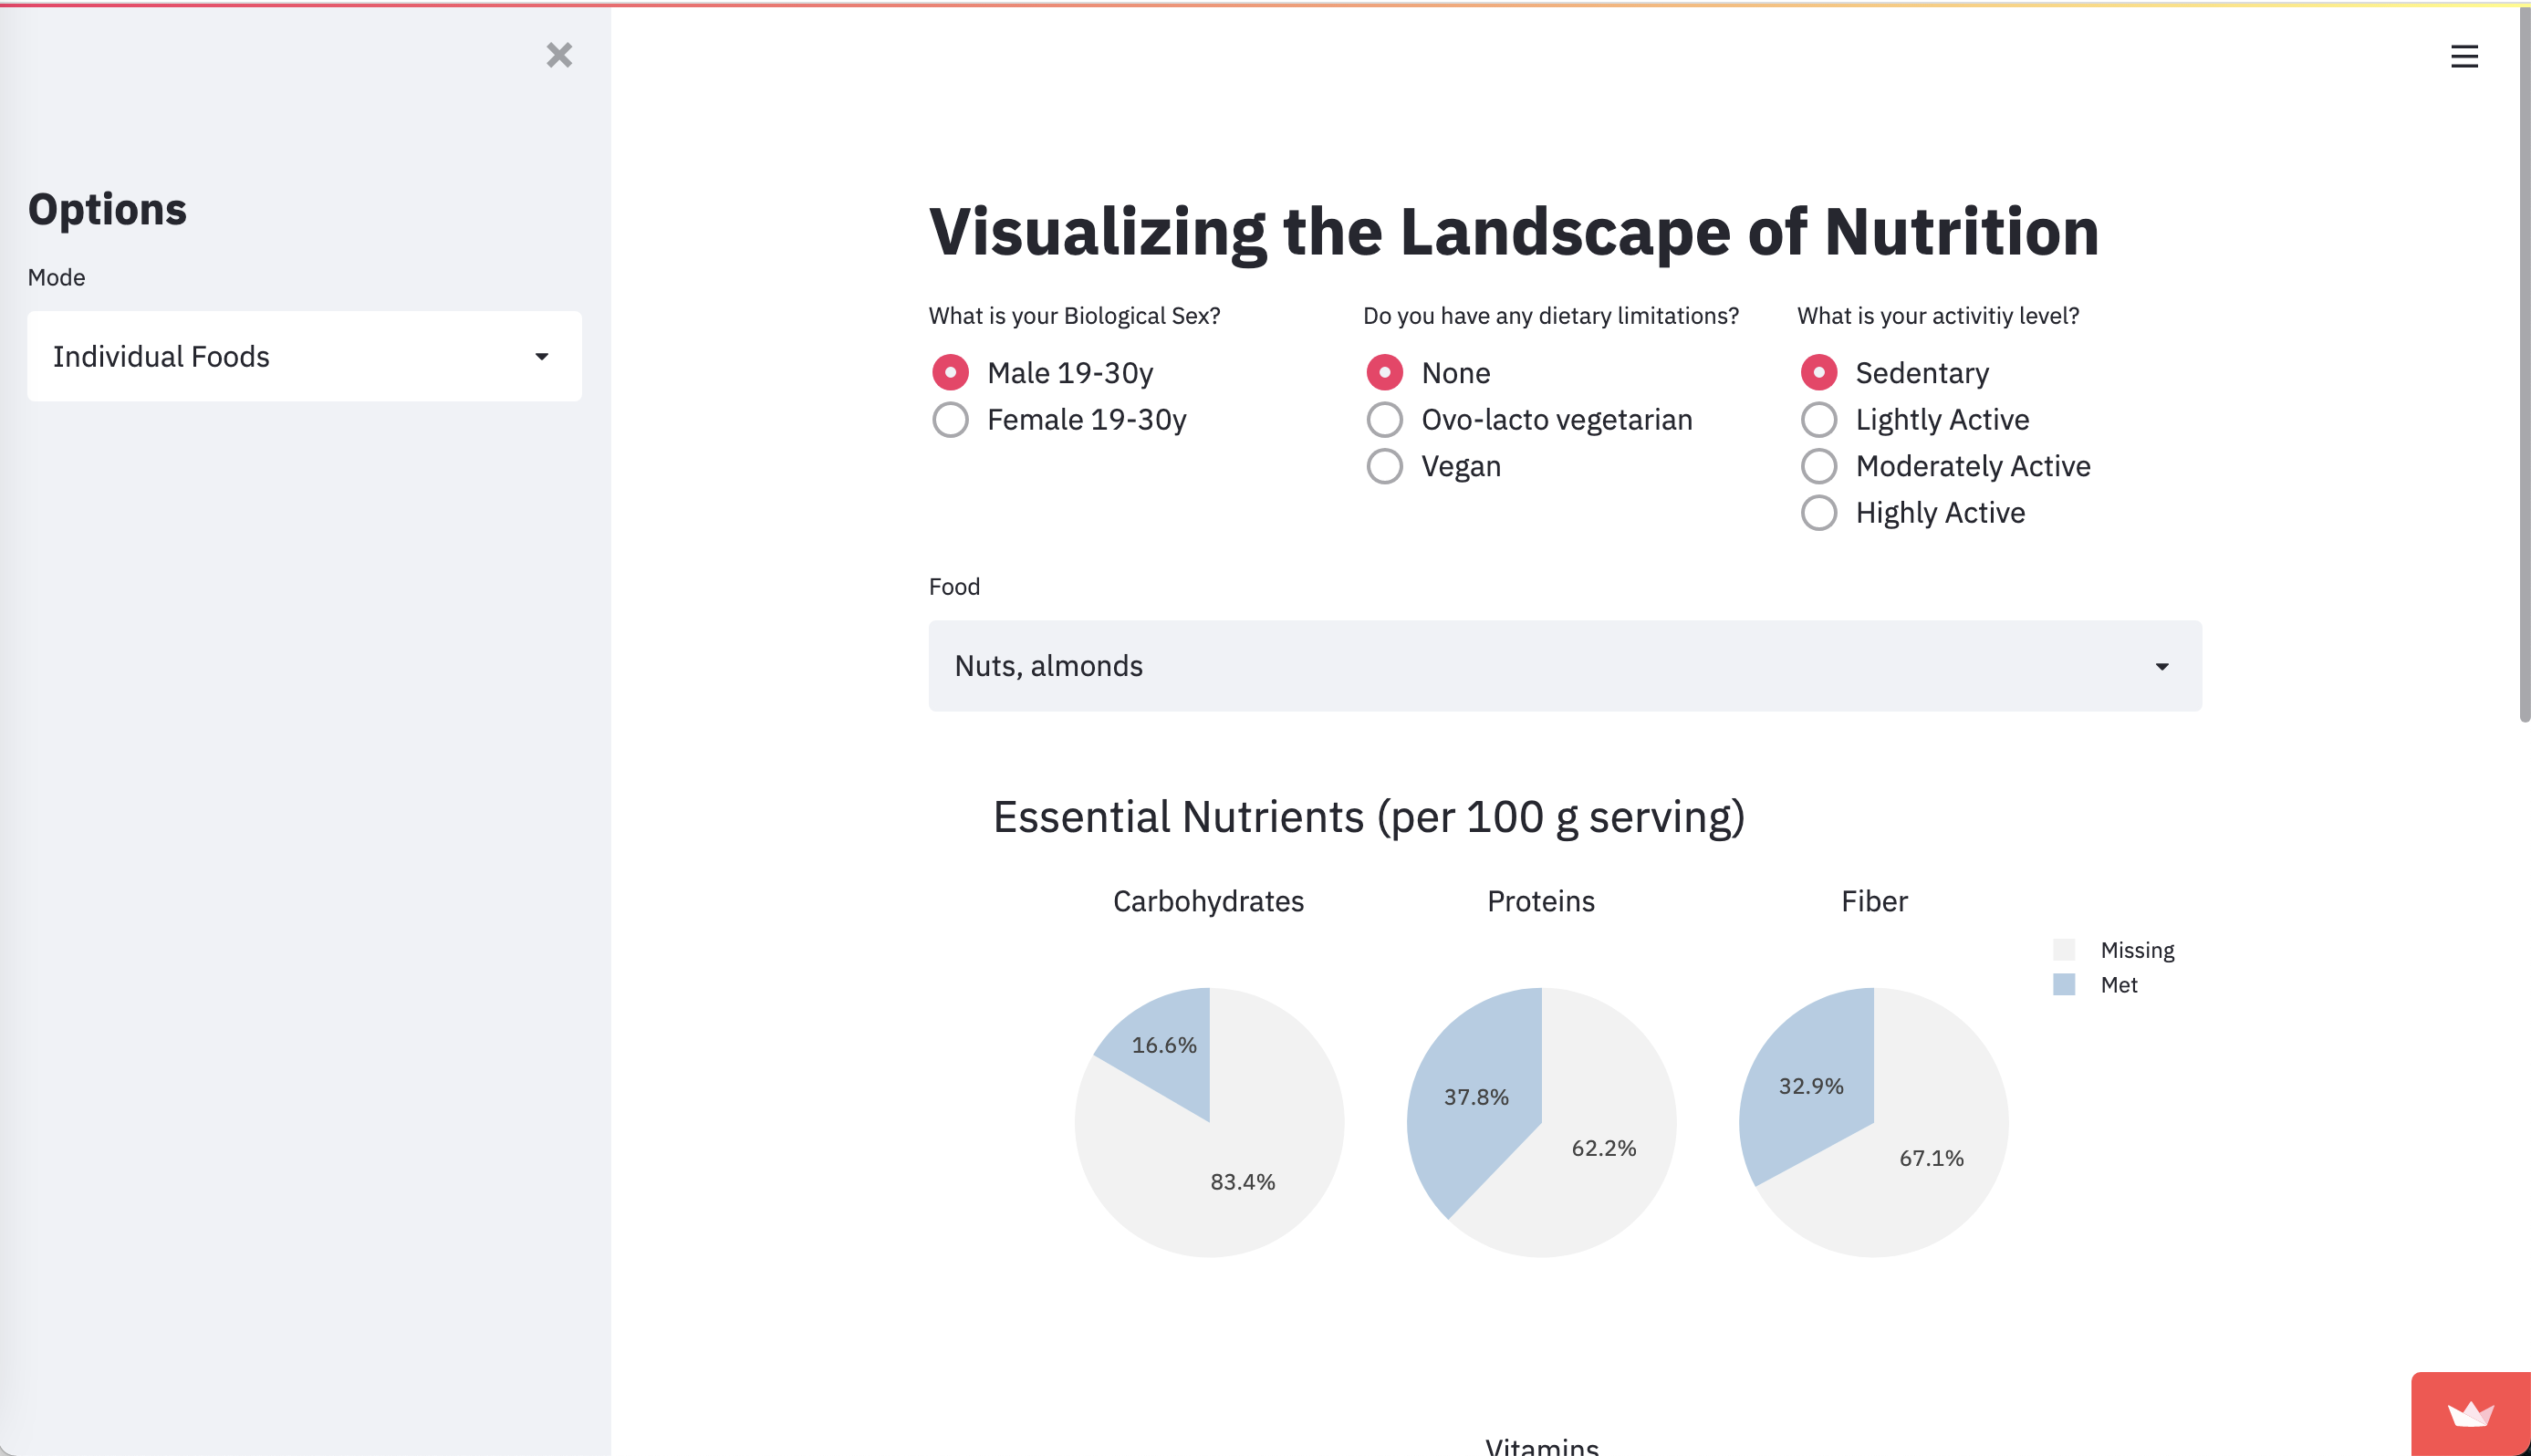 Options
Mode
Individual Foods
Visualizing the Landscape of Nutrition
What is your Biological Sex?
Male 19-30y
Female 19-30y
Do you have any dietary limitations?
None
Ovo-lacto vegetarian
Vegan
What is your activitiy level?
Sedentary
Lightly Active
Moderately Active
Highly Active
Food
Nuts, almonds
Essential Nutrients (per 100 g serving)
Carbohydrates
Proteins
Fiber
Missing
Met
16.6%
83.4%
37.8%
62.2%
32.9%
67.1%
Vitamins